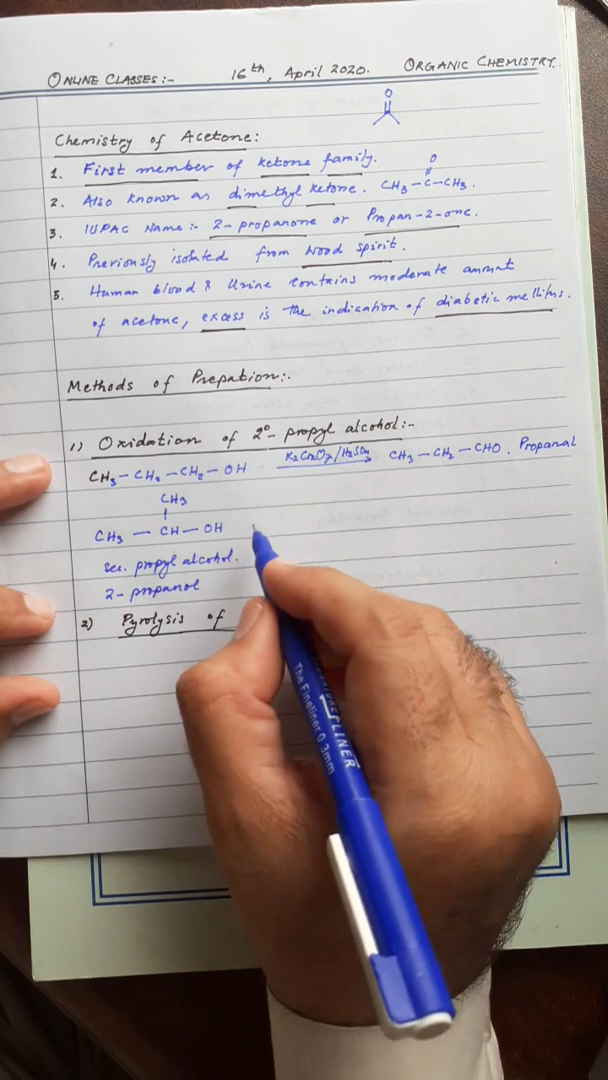 ONLINE CLASSES:- 16th, April 2020. ORGANIC CHEMISTRY.
O
Chemistry of Acetone:
1. First member of ketone family.
O
2. Also known as dimethyl ketone. CH3-C-CH3.
3. IUPAC Name:- 2-propanone or Propan-2-one.
4. Previously isolated from wood spirit.
5. Human blood & Urine contains moderate amount
of acetone, excess is the indication of diabetic mellitus.
Methods of Prepation:-
1) Oxidation of 2°- propyl alcohol:-
CH3-CH2-CH2-OH K2Cr2O7/H2SO4 CH3-CH2-CHO. Propanal
CH3
CH3-CH-OH
sec. propyl alcohol.
2- propanol
2) Pyrolysis of
The Fineliner 0.3mm